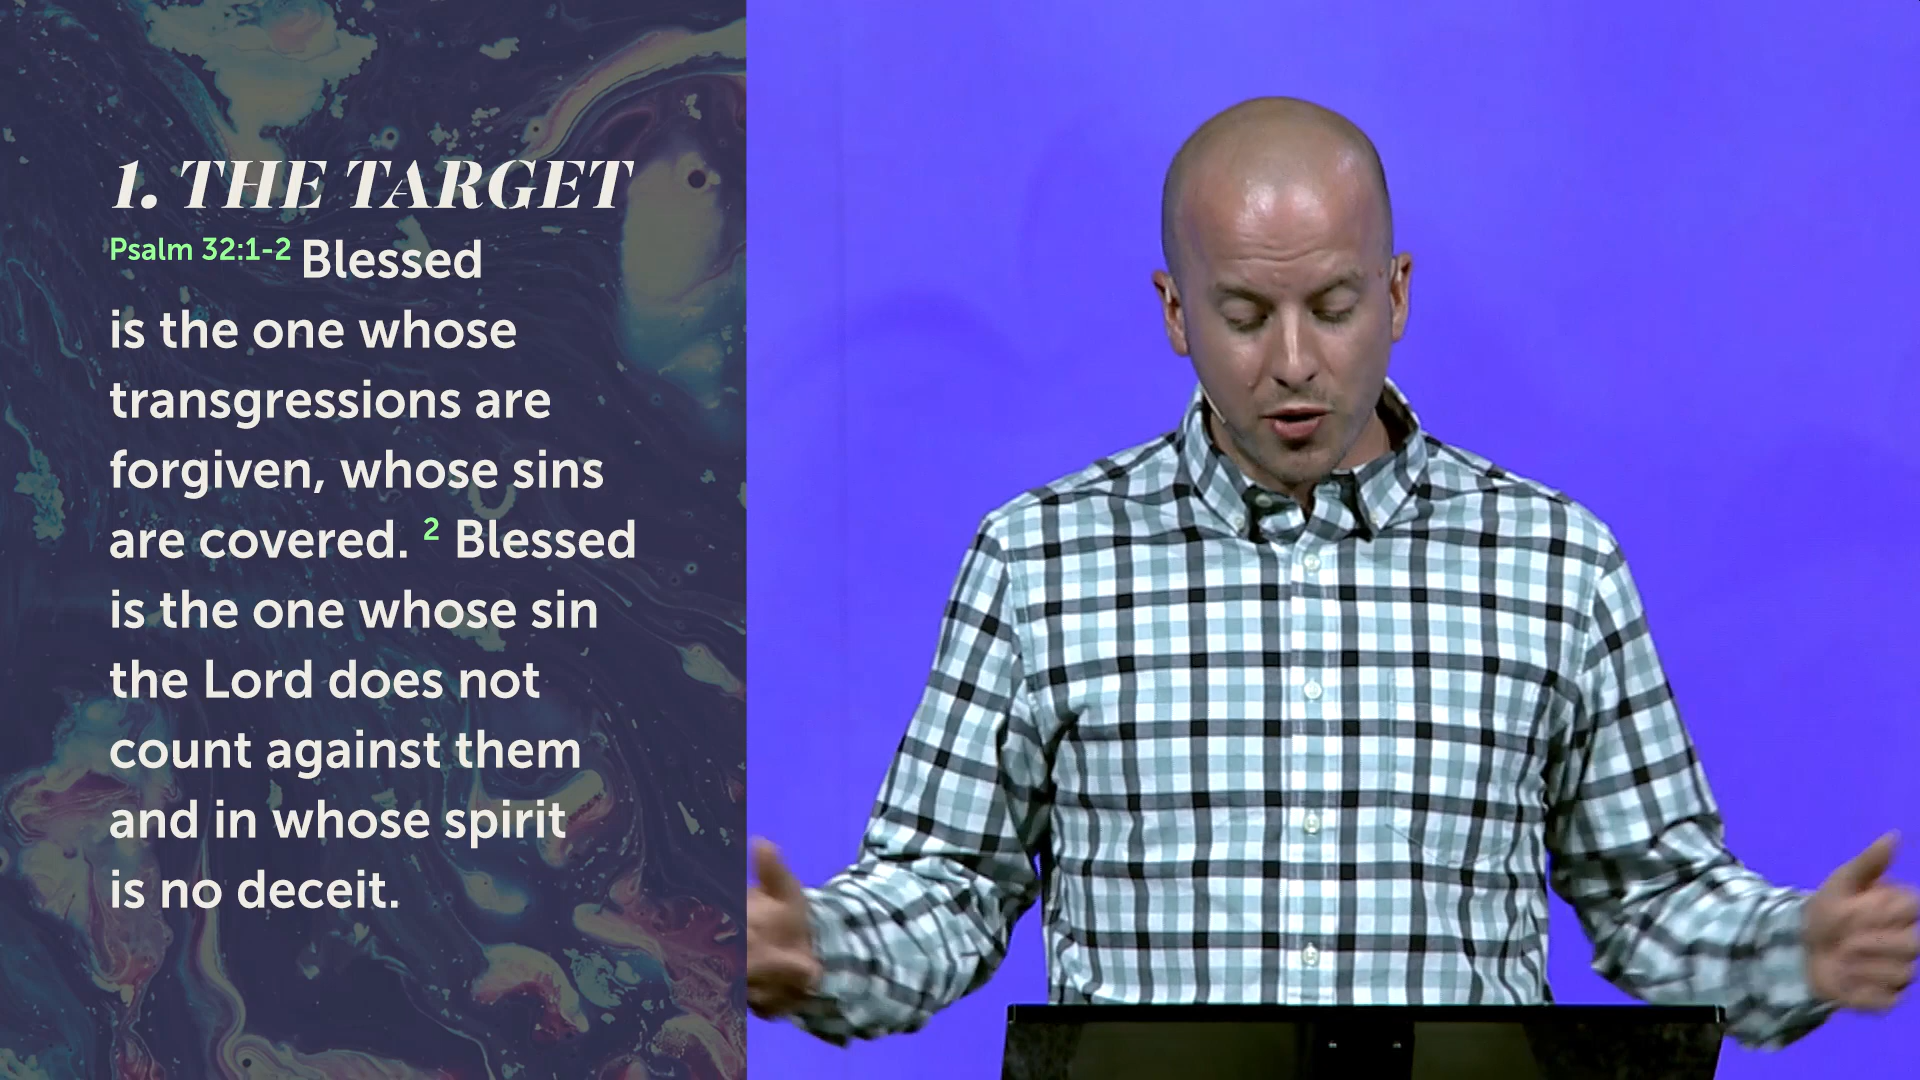 1. THE TARGET
Psalm 32:1-2 Blessed
is the one whose
transgressions are
forgiven, whose sins
are covered. 2 Blessed
is the one whose sin
the Lord does not
count against them
and in whose spirit
is no deceit.